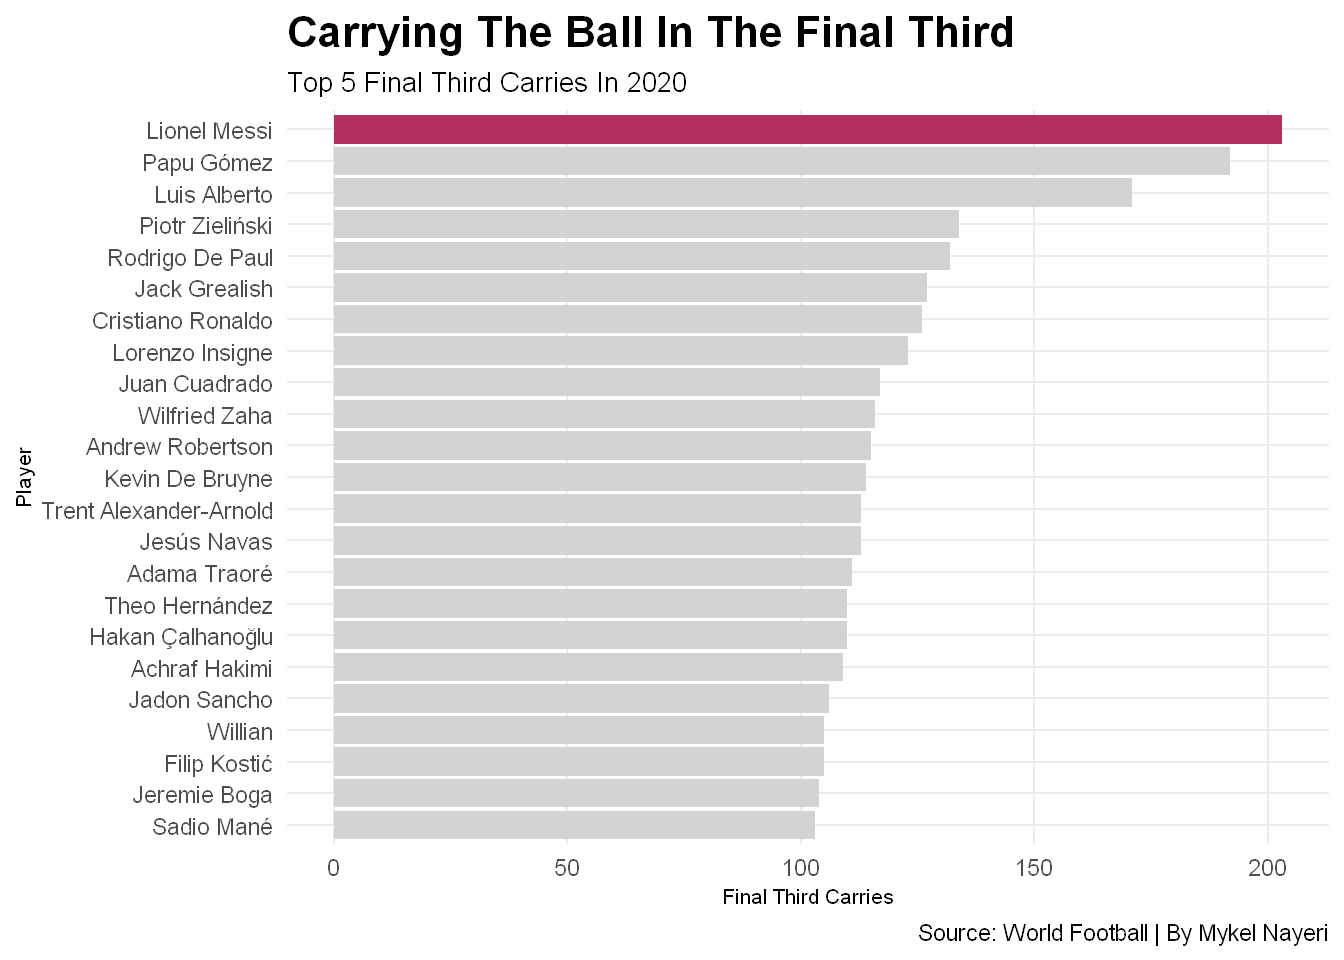 Carrying The Ball In The Final Third
Top 5 Final Third Carries In 2020
Lionel Messi
Papu Gómez
Luis Alberto
Piotr Zieliński
Rodrigo De Paul
Jack Grealish
Cristiano Ronaldo
Lorenzo Insigne
Juan Cuadrado
Wilfried Zaha
Andrew Robertson
Kevin De Bruyne
Trent Alexander-Arnold
Jesús Navas
Adama Traoré
Theo Hernández
Hakan Çalhanoğlu
Achraf Hakimi
Jadon Sancho
Willian
Filip Kostić
Jeremie Boga
Sadio Mané
Player
0 50 100 150 200
Final Third Carries
Source: World Football | By Mykel Nayeri